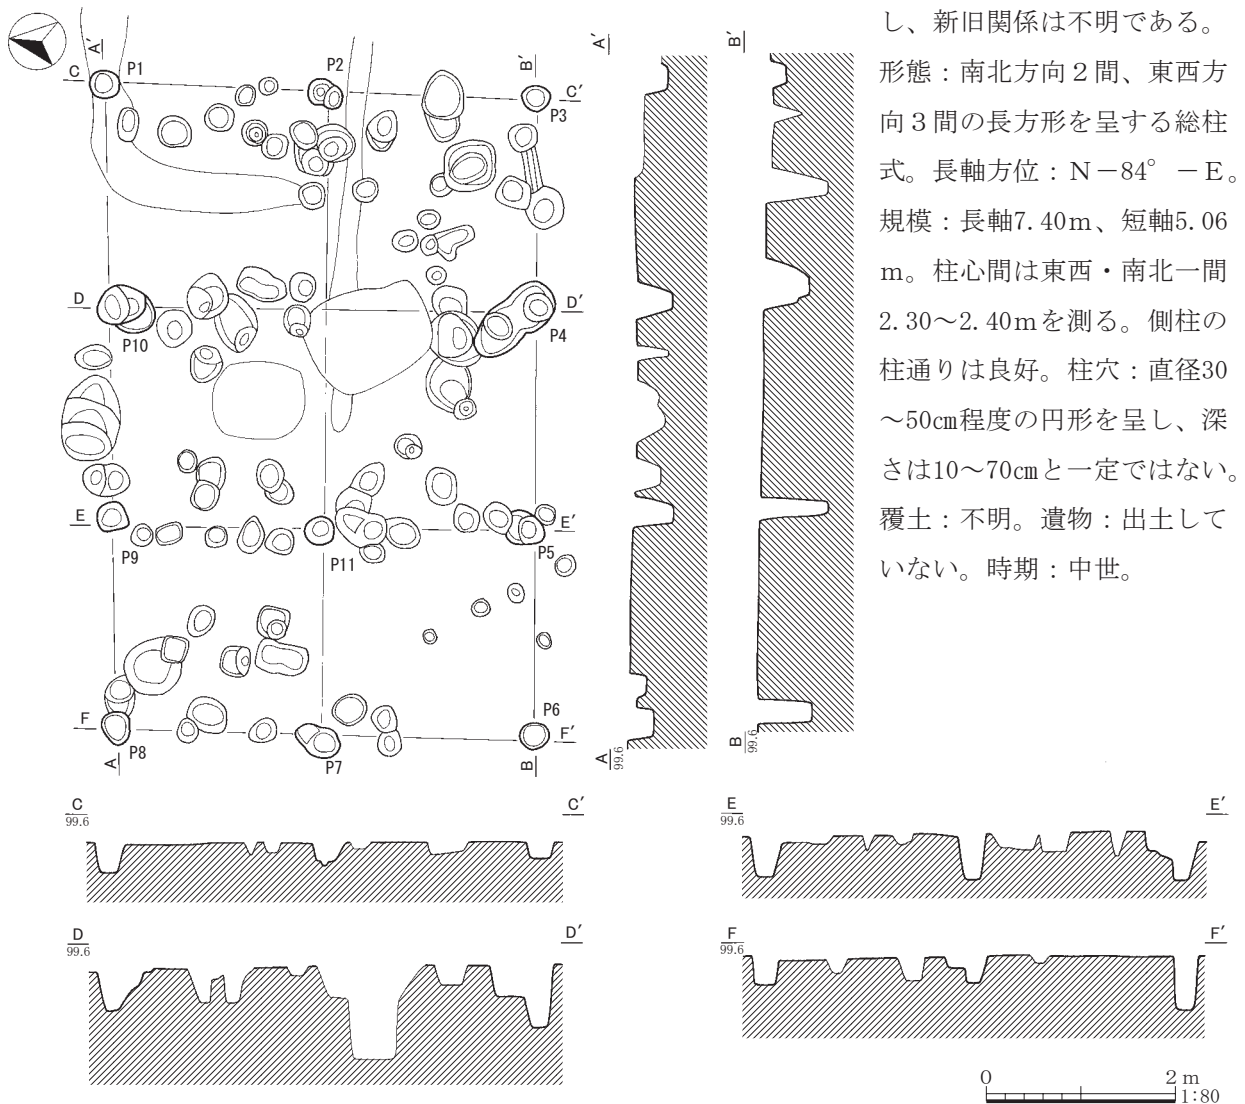 し、新旧関係は不明である。
形態：南北方向２間、東西方
向３間の長方形を呈する総柱
式。長軸方位：Ｎ－84°－Ｅ。
規模：長軸7.40ｍ、短軸5.06
ｍ。柱心間は東西・南北一間
2.30～2.40ｍを測る。側柱の
柱通りは良好。柱穴：直径30
～50㎝程度の円形を呈し、深
さは10～70㎝と一定ではない。
覆土：不明。遺物：出土して
いない。時期：中世。
A′
B′
C
P1
P2
C′
P3
D
D′
P10
P4
E
E′
P9
P11
P5
P6
F
F′
P8
P7
A
B
A′
B′
A
99.6
B
99.6
C
99.6
C′
E
99.6
E′
D
99.6
D′
F
99.6
F′
0
2 m
1:80